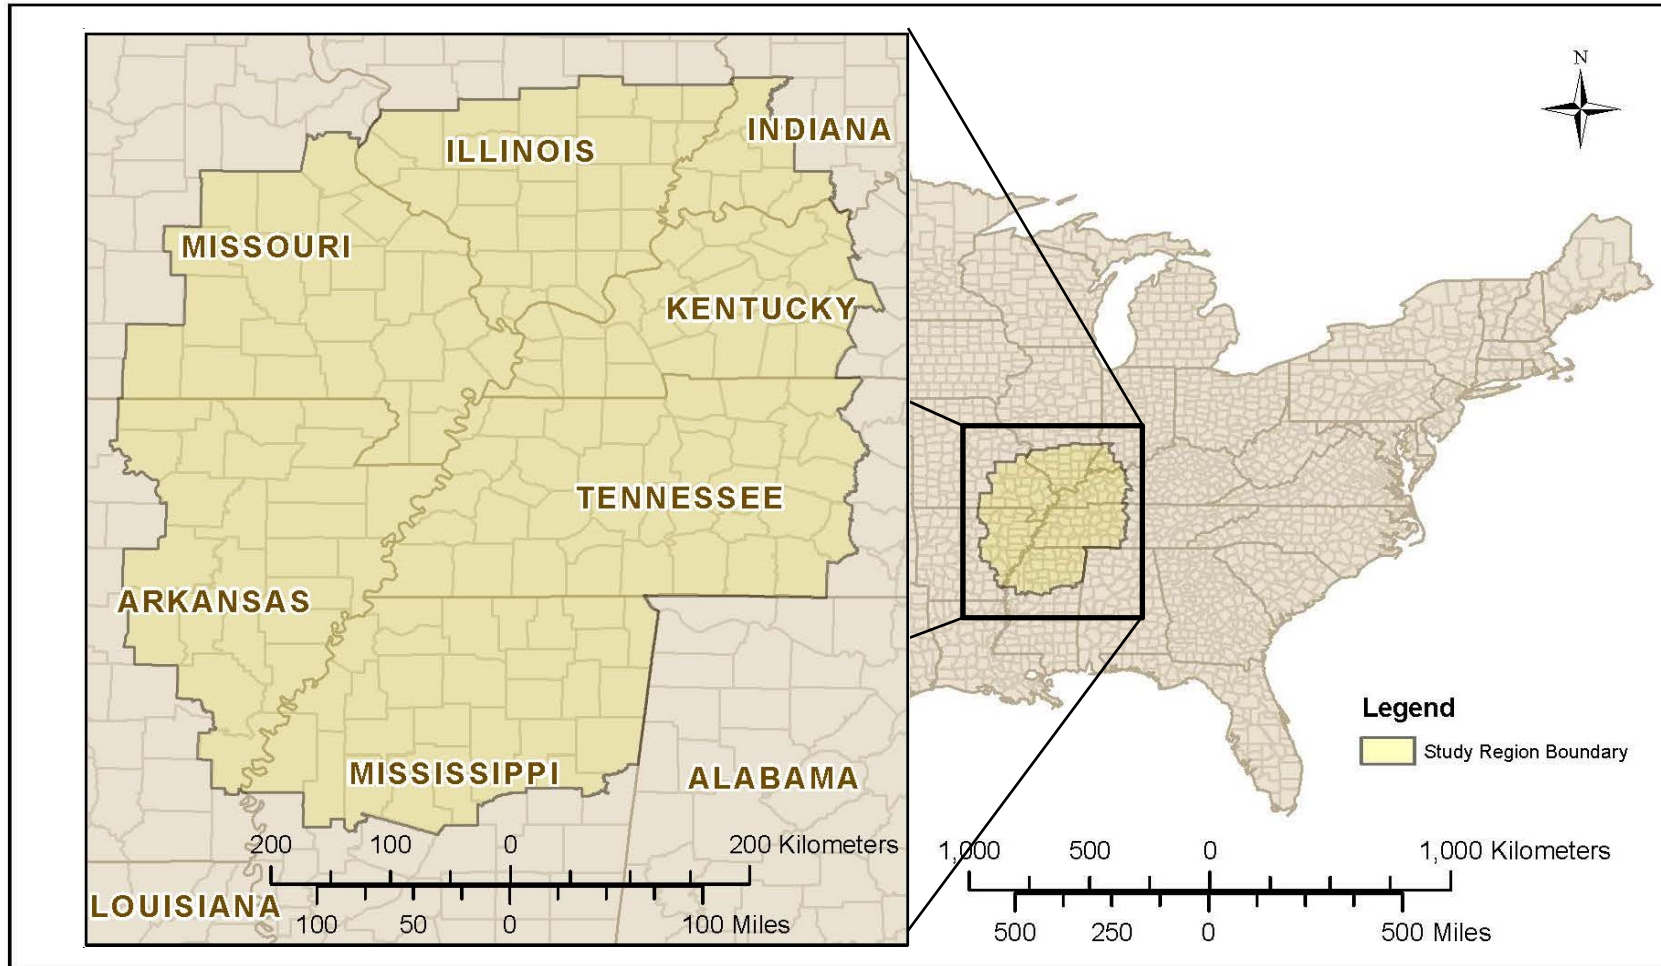 N
INDIANA
ILLINOIS
MISSOURI
KENTUCKY
TENNESSEE
ARKANSAS
Legend
Study Region Boundary
MISSISSIPPI
ALABAMA
200 100 0 200 Kilometers
100 50 0 100 Miles
LOUISIANA
1,000 500 0 1,000 Kilometers
500 250 0 500 Miles